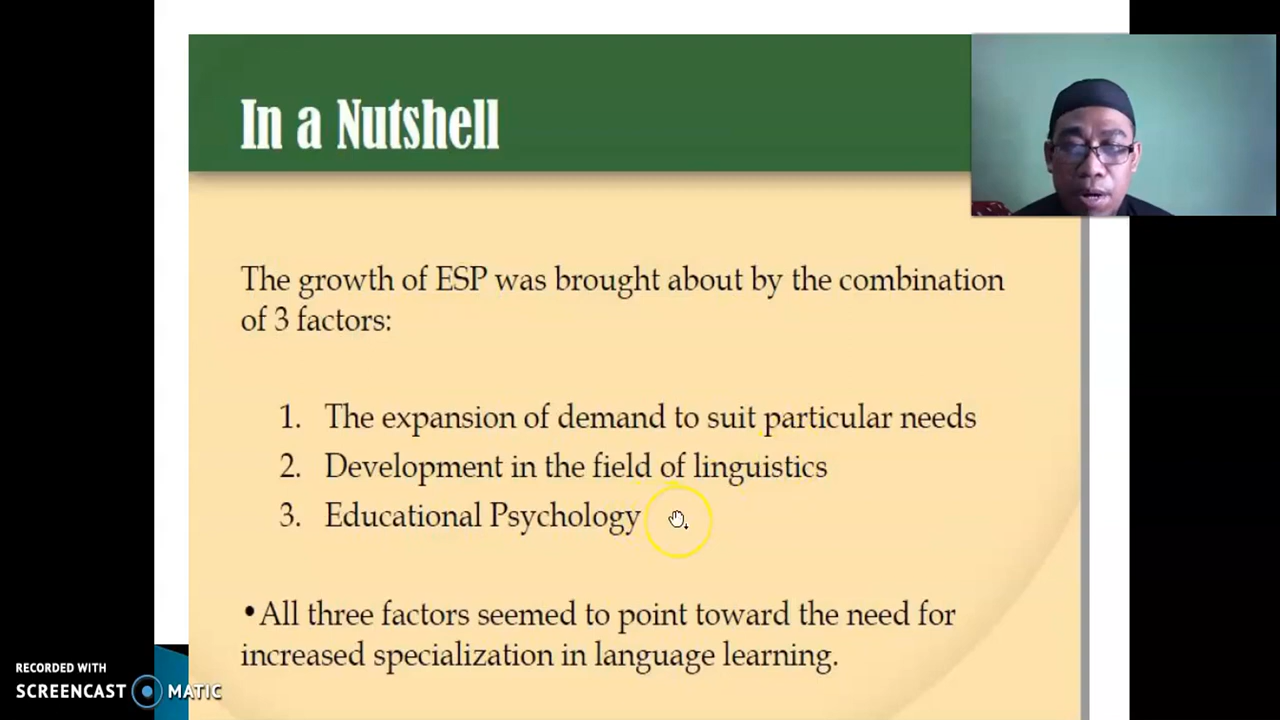 In a Nutshell
The growth of ESP was brought about by the combination
of 3 factors:
1. The expansion of demand to suit particular needs
2. Development in the field of linguistics
3. Educational Psychology
•All three factors seemed to point toward the need for
increased specialization in language learning.
RECORDED WITH
SCREENCAST MATIC